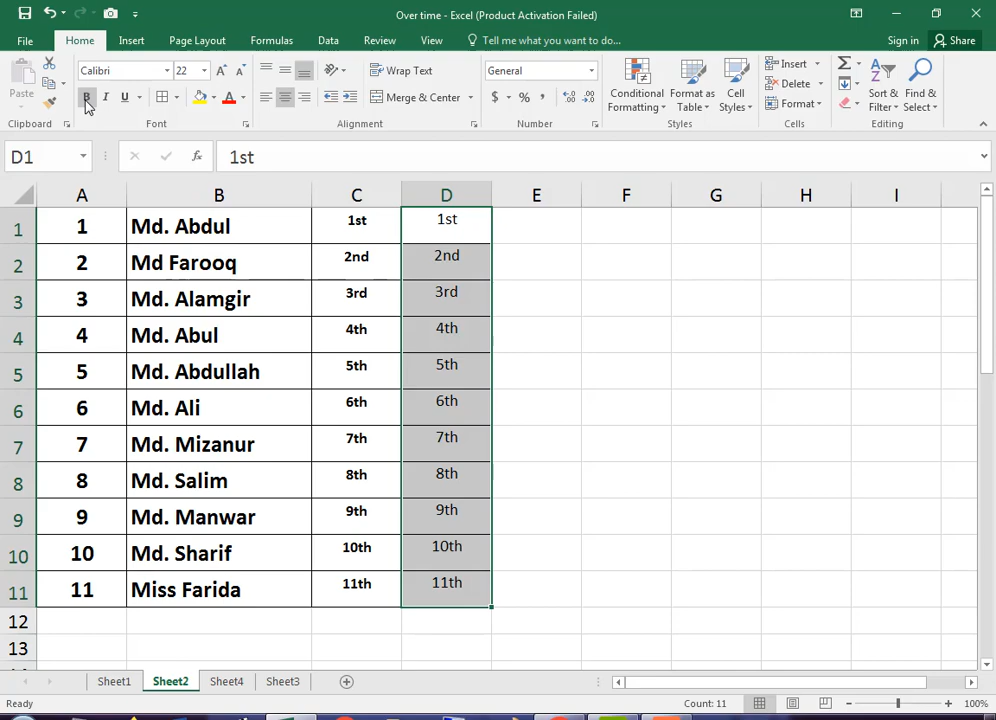 Over time - Excel (Product Activation Failed)
File Home Insert Page Layout Formulas Data Review View Tell me what you want to do... Sign in Share
Paste
Calibri 22 A A
B I U A
Wrap Text
Merge & Center
General
$ % ,
Conditional Formatting
Format as Table
Cell Styles
Insert
Delete
Format
Sort & Filter
Find & Select
Clipboard Font Alignment Number Styles Cells Editing
D1 fx 1st
A B C D E F G H I
1 1 Md. Abdul 1st 1st
2 2 Md Farooq 2nd 2nd
3 3 Md. Alamgir 3rd 3rd
4 4 Md. Abul 4th 4th
5 5 Md. Abdullah 5th 5th
6 6 Md. Ali 6th 6th
7 7 Md. Mizanur 7th 7th
8 8 Md. Salim 8th 8th
9 9 Md. Manwar 9th 9th
10 10 Md. Sharif 10th 10th
11 11 Miss Farida 11th 11th
12
13
Sheet1 Sheet2 Sheet4 Sheet3
Ready Count: 11 100%